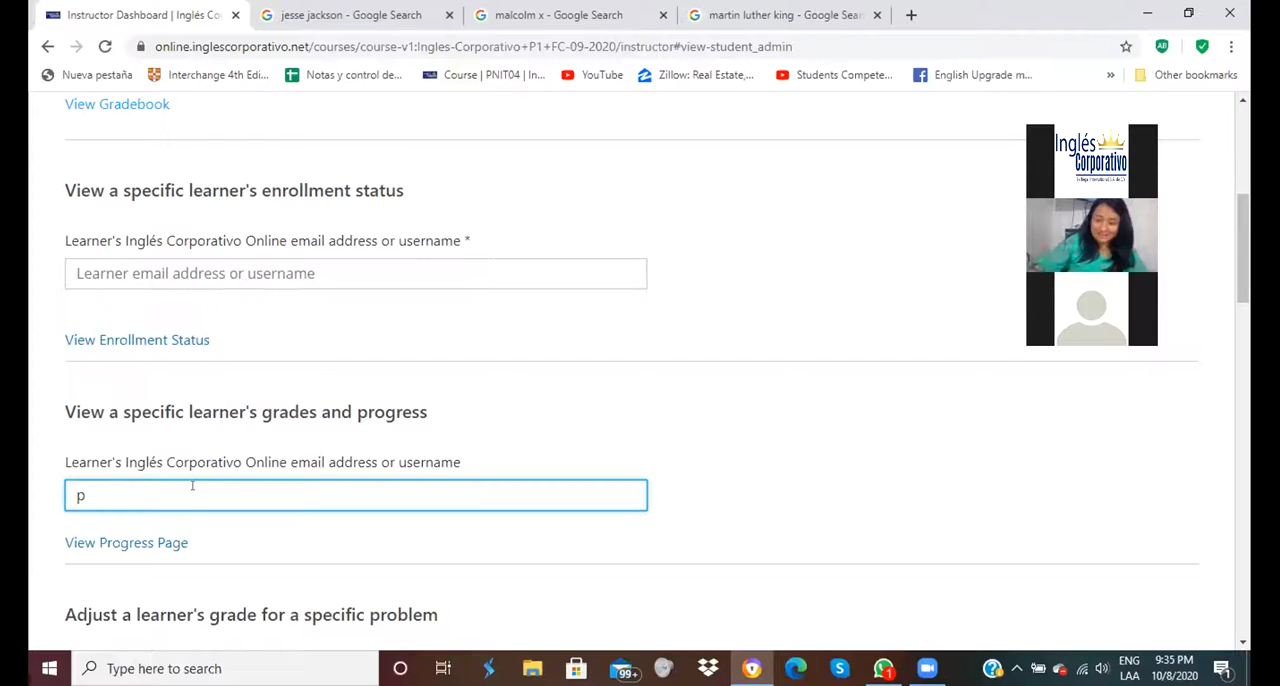 Instructor Dashboard | Inglés Co
jesse jackson - Google Search
malcolm x - Google Search
martin luther king - Google Sear
online.inglescorporativo.net/courses/course-v1:Ingles-Corporativo+P1+FC-09-2020/instructor#view-student_admin
Nueva pestaña
Interchange 4th Edi...
Notas y control de...
Course | PNIT04 | In...
YouTube
Zillow: Real Estate,...
Students Compete...
English Upgrade m...
»
Other bookmarks
View Gradebook
Inglés
Corporativo
View a specific learner's enrollment status
Learner's Inglés Corporativo Online email address or username *
Learner email address or username
View Enrollment Status
View a specific learner's grades and progress
Learner's Inglés Corporativo Online email address or username
p
View Progress Page
Adjust a learner's grade for a specific problem
Type here to search
99+
1
ENG
LAA
9:35 PM
10/8/2020
1